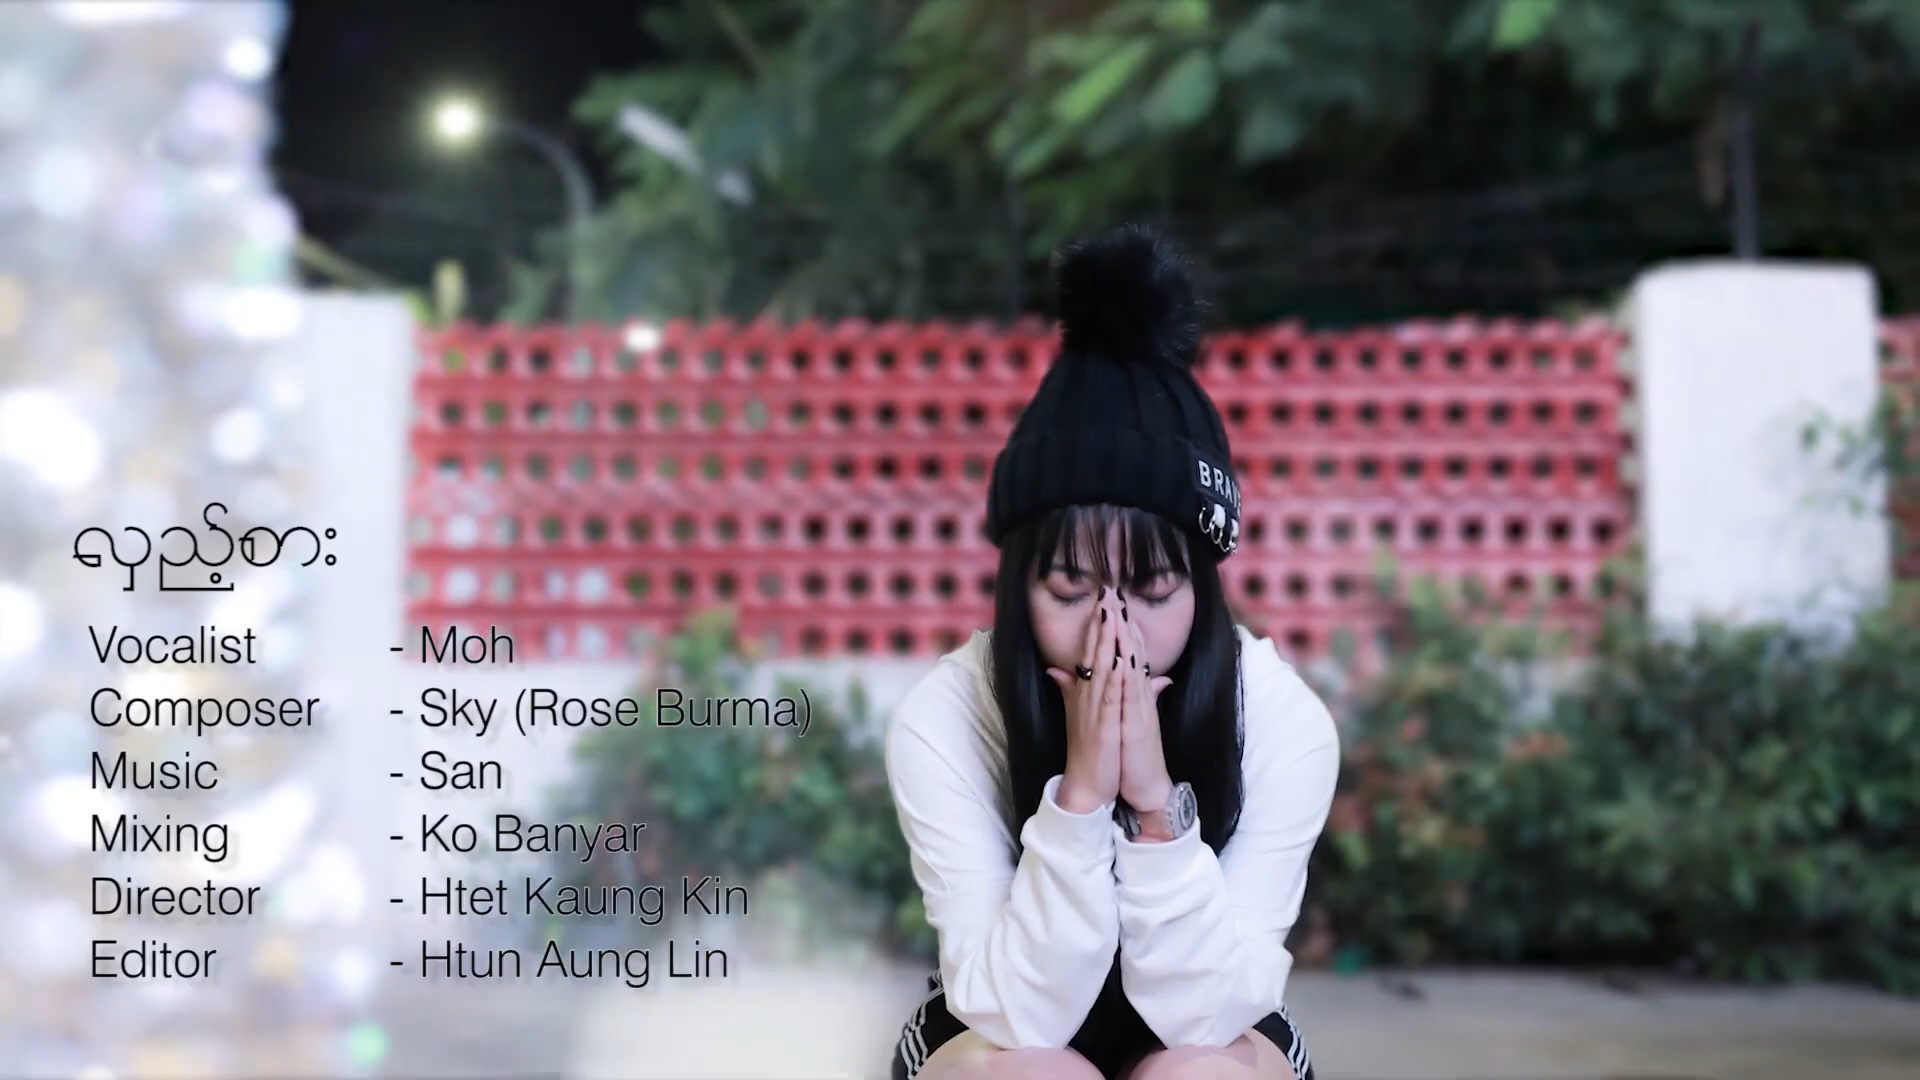 လှည့်စား
Vocalist - Moh
Composer - Sky (Rose Burma)
Music - San
Mixing - Ko Banyar
Director - Htet Kaung Kin
Editor - Htun Aung Lin